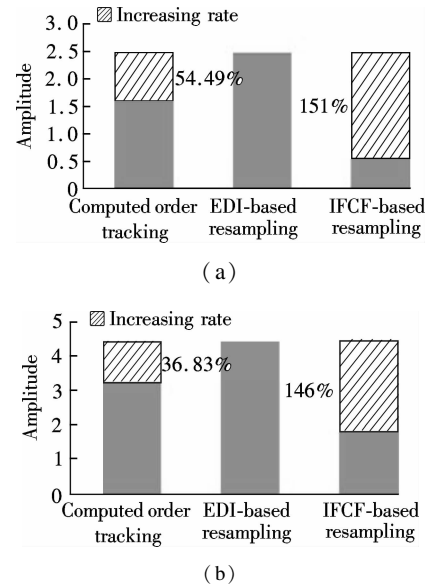 Increasing rate
3.0
2.5
2.0
1.5
1.0
0.5
0
Amplitude
54.49%
151%
Computed order
tracking
EDI-based
resampling
IFCF-based
resampling
(a)
Increasing rate
5
4
3
2
1
0
Amplitude
36.83%
146%
Computed order
tracking
EDI-based
resampling
IFCF-based
resampling
(b)